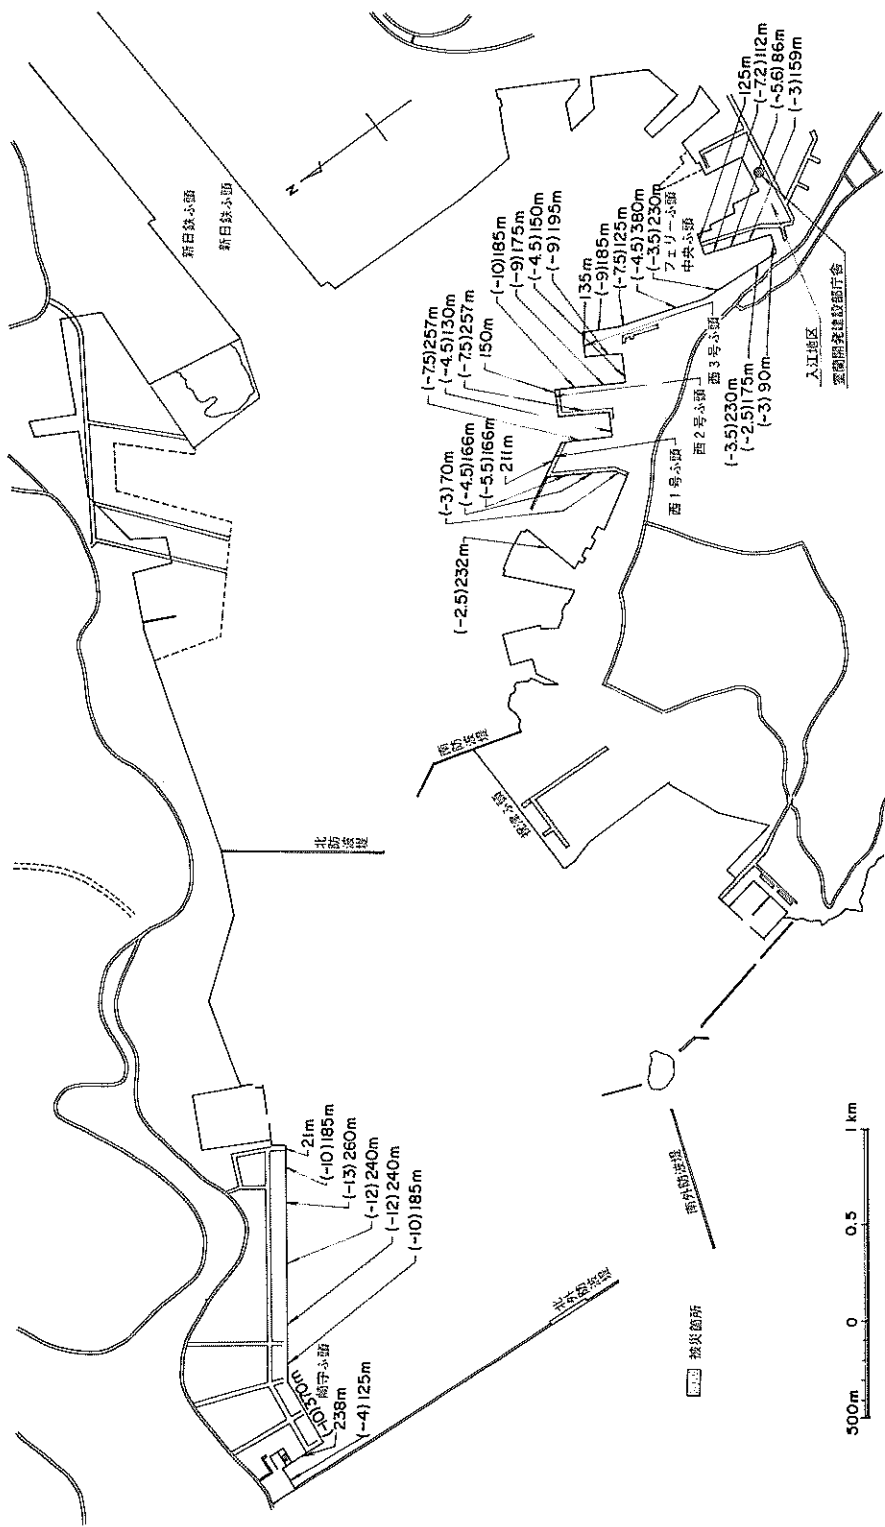 新日鉄ふ頭
新日鉄ふ頭
N
125m
(-7.2)112m
(-5.6)86m
(-3)159m
フェリーふ頭
中央ふ頭
入江地区
室蘭開発建設部庁舎
(-10)185m
(-9)175m
(-4.5)150m
(-9)195m
135m
(-9)185m
(-7.5)125m
(-4.5)380m
(-3.5)230m
(-7.5)257m
(-4.5)130m
(-7.5)257m
150m
西3号ふ頭
西2号ふ頭
西1号ふ頭
(-3.5)230m
(-2.5)175m
(-3)90m
(-3)70m
(-4.5)166m
(-5.5)166m
211m
(-2.5)232m
南防波堤
北防波堤
21m
(-10)185m
(-13)260m
(-12)240m
(-12)240m
(-10)185m
(-10)370m
崎守ふ頭
238m
(-4)125m
北外防波堤
南外防波堤
被災箇所
500m 0 0.5 1km